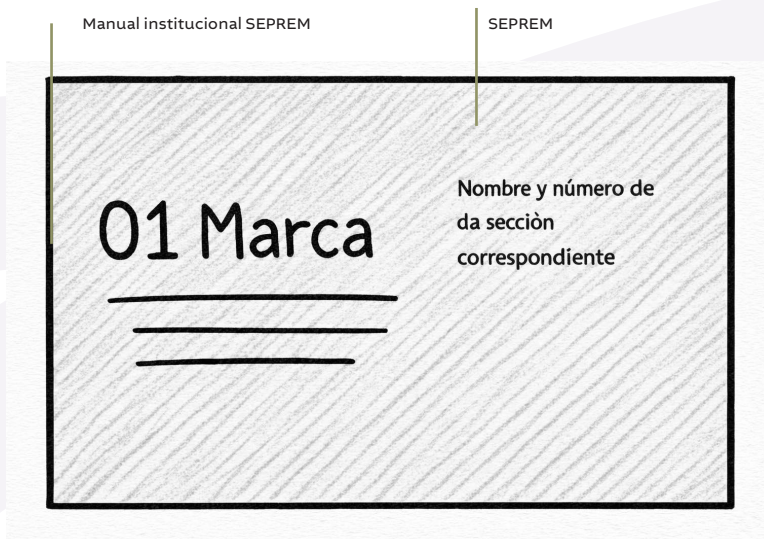 Manual institucional SEPREM
SEPREM
01 Marca
Nombre y número de
da secciòn
correspondiente